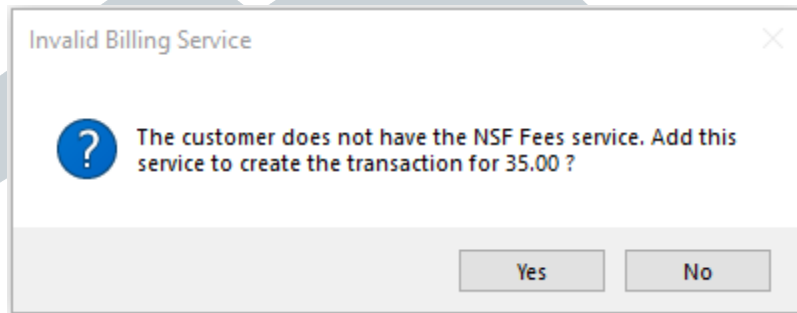 Invalid Billing Service
The customer does not have the NSF Fees service. Add this
service to create the transaction for 35.00 ?
Yes
No